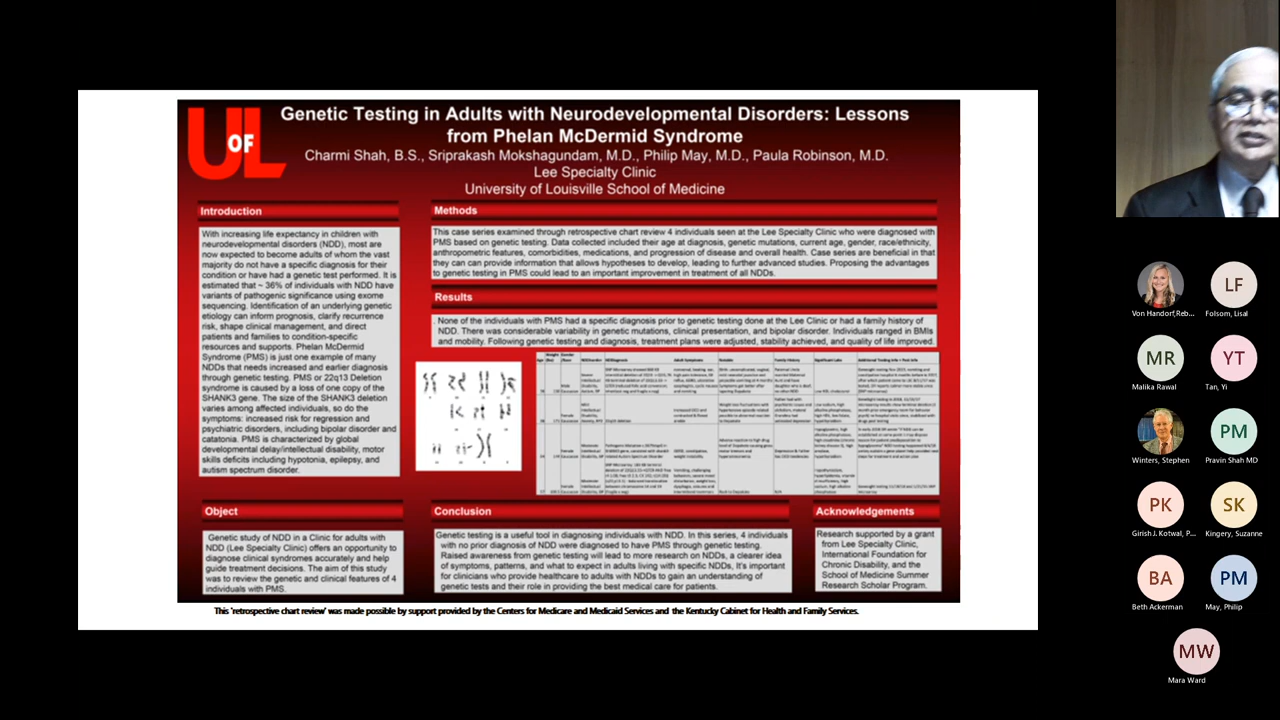 UL
OF
Genetic Testing in Adults with Neurodevelopmental Disorders: Lessons
from Phelan McDermid Syndrome
Charmi Shah, B.S., Sriprakash Mokshagundam, M.D., Philip May, M.D., Paula Robinson, M.D.
Lee Specialty Clinic
University of Louisville School of Medicine
Introduction
With increasing life expectancy in children with
neurodevelopmental disorders (NDD), most are
now expected to become adults of whom the vast
majority do not have a specific diagnosis for their
condition or have had a genetic test performed. It is
estimated that ~ 36% of individuals with NDD have
variants of pathogenic significance using exome
sequencing. Identification of an underlying genetic
etiology can inform prognosis, clarify recurrence
risk, shape clinical management, and direct
patients and families to condition-specific
resources and supports. Phelan McDermid
Syndrome (PMS) is just one example of many
NDDs that needs increased and earlier diagnosis
through genetic testing. PMS or 22q13 Deletion
syndrome is caused by a loss of one copy of the
SHANK3 gene. The size of the SHANK3 deletion
varies among affected individuals, so do the
symptoms: increased risk for regression and
psychiatric disorders, including bipolar disorder and
catatonia. PMS is characterized by global
developmental delay/intellectual disability, motor
skills deficits including hypotonia, epilepsy, and
autism spectrum disorder.
Object
Genetic study of NDD in a Clinic for adults with
NDD (Lee Specialty Clinic) offers an opportunity to
diagnose clinical syndromes accurately and help
guide treatment decisions. The aim of this study
was to review the genetic and clinical features of 4
individuals with PMS.
Methods
This case series examined through retrospective chart review 4 individuals seen at the Lee Specialty Clinic who were diagnosed with
PMS based on genetic testing. Data collected included their age at diagnosis, genetic mutations, current age, gender, race/ethnicity,
anthropometric features, comorbidities, medications, and progression of disease and overall health. Case series are beneficial in that
they can can provide information that allows hypotheses to develop, leading to further advanced studies. Proposing the advantages
to genetic testing in PMS could lead to an important improvement in treatment of all NDDs.
Results
. None of the individuals with PMS had a specific diagnosis prior to genetic testing done at the Lee Clinic or had a family history of
NDD. There was considerable variability in genetic mutations, clinical presentation, and bipolar disorder. Individuals ranged in BMIs
and mobility. Following genetic testing and diagnosis, treatment plans were adjusted, stability achieved, and quality of life improved.
Conclusion
Genetic testing is a useful tool in diagnosing individuals with NDD. In this series, 4 individuals
with no prior diagnosis of NDD were diagnosed to have PMS through genetic testing.
Raised awareness from genetic testing will lead to more research on NDDs, a clearer idea
of symptoms, patterns, and what to expect in adults living with specific NDDs, It's important
for clinicians who provide healthcare to adults with NDDs to gain an understanding of
genetic tests and their role in providing the best medical care for patients.
Acknowledgements
Research supported by a grant
from Lee Specialty Clinic,
International Foundation for
Chronic Disability, and the
School of Medicine Summer
Research Scholar Program.
This 'retrospective chart review' was made possible by support provided by the Centers for Medicare and Medicaid Services and the Kentucky Cabinet for Health and Family Services.
Von Handorf,Reb...
LF
Folsom, Lisal
MR
Malika Rawal
YT
Tan, Yi
Winters, Stephen
PM
Pravin Shah MD
PK
Girish J. Kotwal, P...
SK
Kingery, Suzanne
BA
Beth Ackerman
PM
May, Philip
MW
Mara Ward